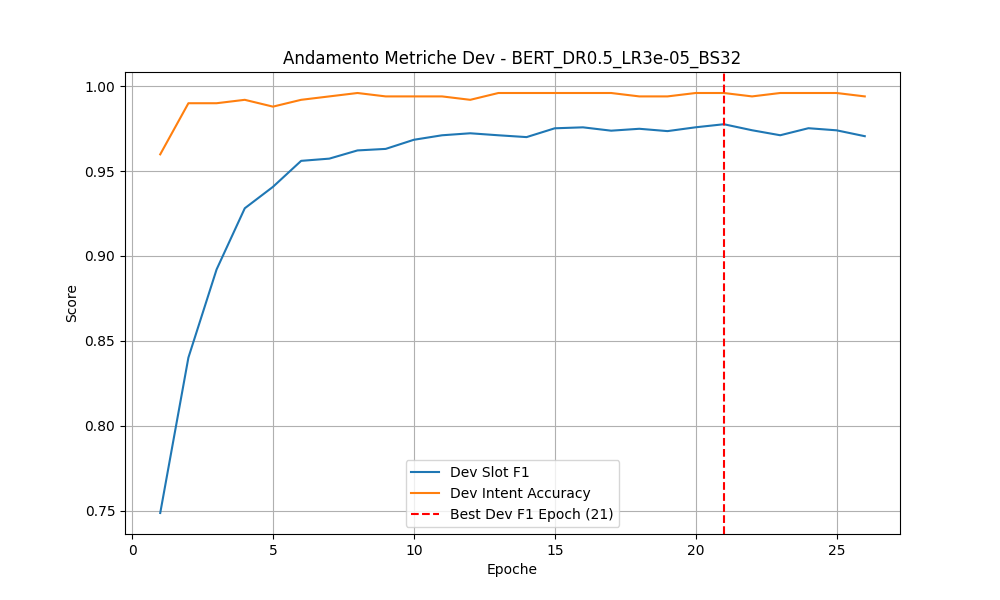 Andamento Metriche Dev - BERT_DR0.5_LR3e-05_BS32
1.00
0.95
0.90
0.85
0.80
0.75
Score
Dev Slot F1
Dev Intent Accuracy
Best Dev F1 Epoch (21)
0 5 10 15 20 25
Epoche